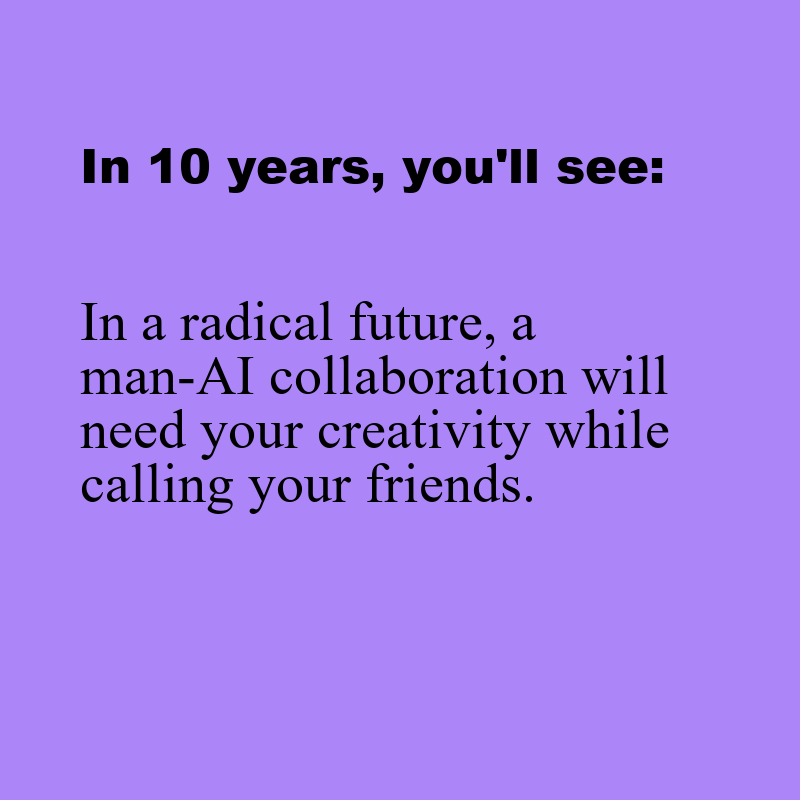 In 10 years, you'll see:
In a radical future, a
man-AI collaboration will
need your creativity while
calling your friends.